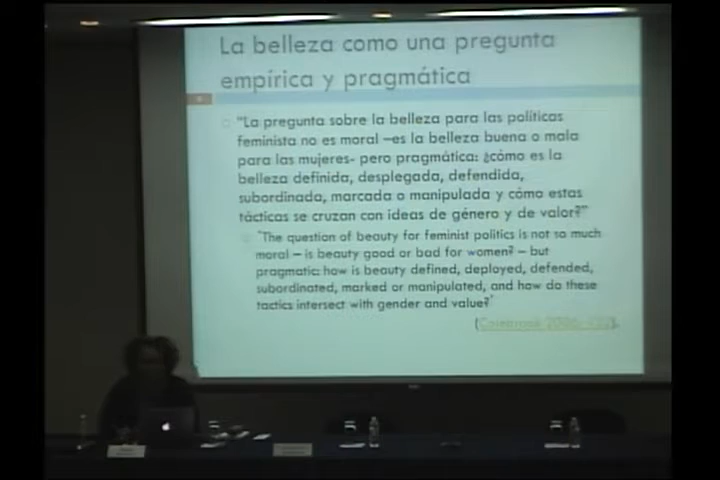 La belleza como una pregunta
empírica y pragmática
"La pregunta sobre la belleza para las políticas
feminista no es moral –es la belleza buena o mala
para las mujeres- pero pragmática: ¿cómo es la
belleza definida, desplegada, defendida,
subordinada, marcada o manipulada y cómo estas
tácticas se cruzan con ideas de género y de valor?"
"The question of beauty for feminist politics is not so much
moral – is beauty good or bad for women? – but
pragmatic: how is beauty defined, deployed, defended,
subordinated, marked or manipulated, and how do these
tactics intersect with gender and value?"